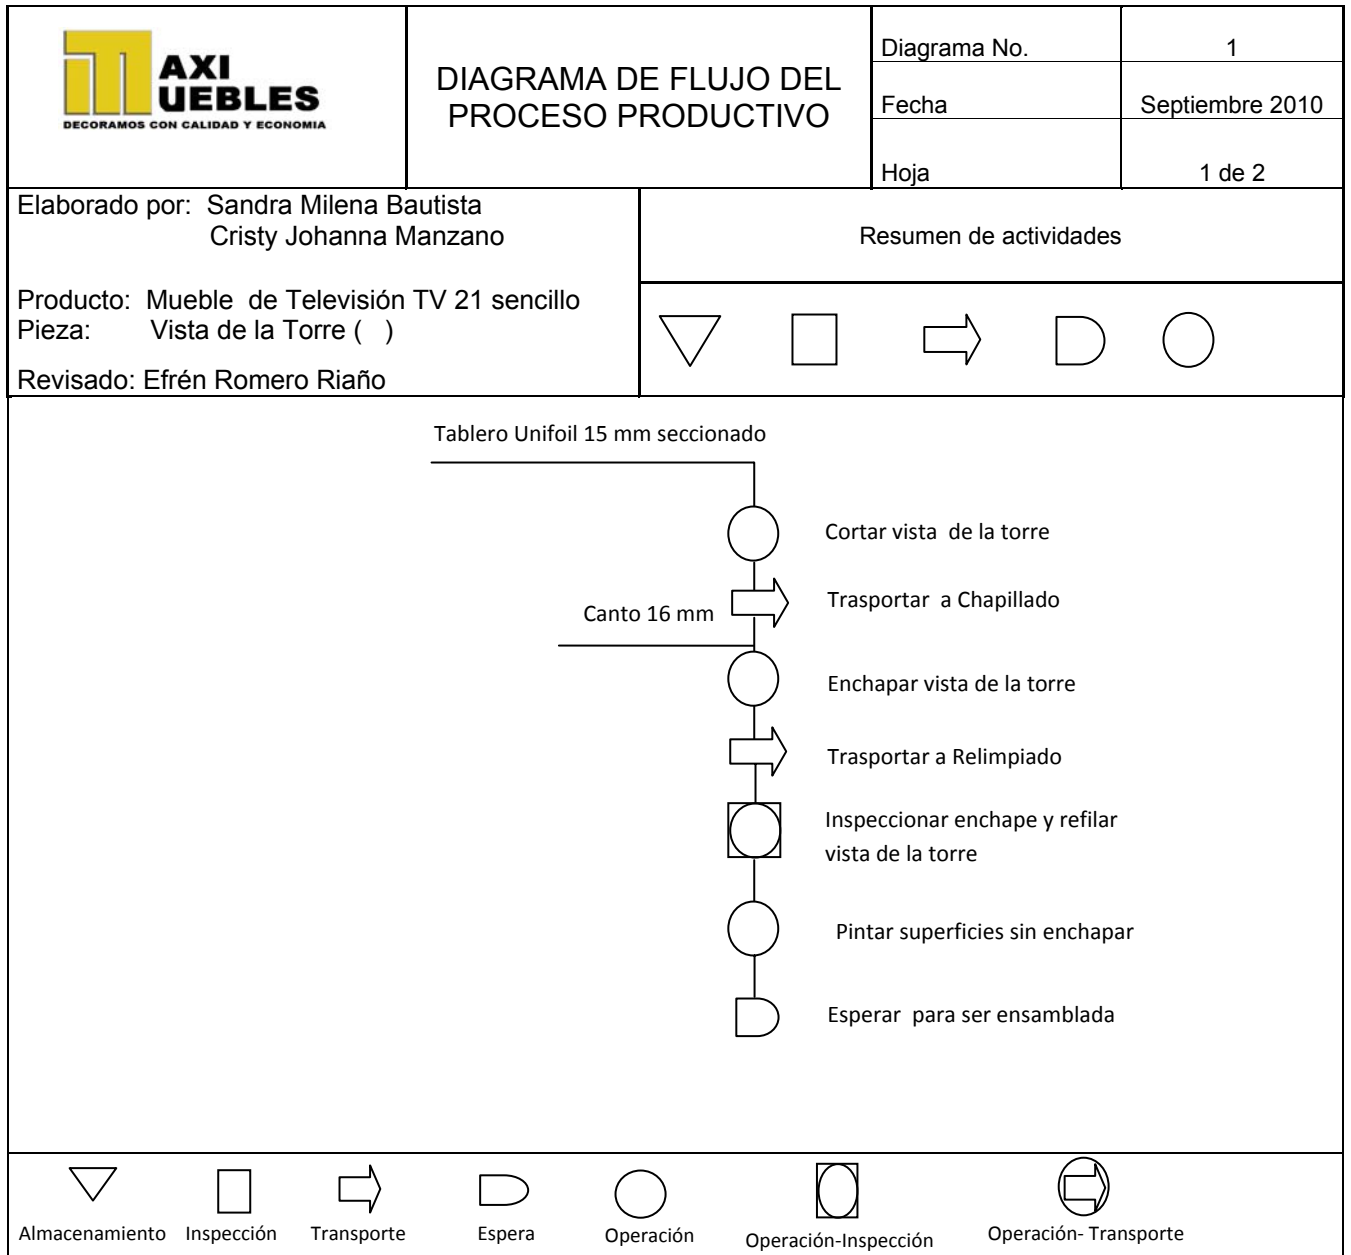 AXI
UEBLES
DECORAMOS CON CALIDAD Y ECONOMIA
DIAGRAMA DE FLUJO DEL
PROCESO PRODUCTIVO
Diagrama No. 1
Fecha Septiembre 2010
Hoja 1 de 2
Elaborado por: Sandra Milena Bautista
Cristy Johanna Manzano
Producto: Mueble de Televisión TV 21 sencillo
Pieza: Vista de la Torre ( )
Revisado: Efrén Romero Riaño
Resumen de actividades
Tablero Unifoil 15 mm seccionado
Cortar vista de la torre
Trasportar a Chapillado
Canto 16 mm
Enchapar vista de la torre
Trasportar a Relimpiado
Inspeccionar enchape y refilar
vista de la torre
Pintar superficies sin enchapar
Esperar para ser ensamblada
Almacenamiento Inspección Transporte Espera Operación Operación-Inspección Operación- Transporte